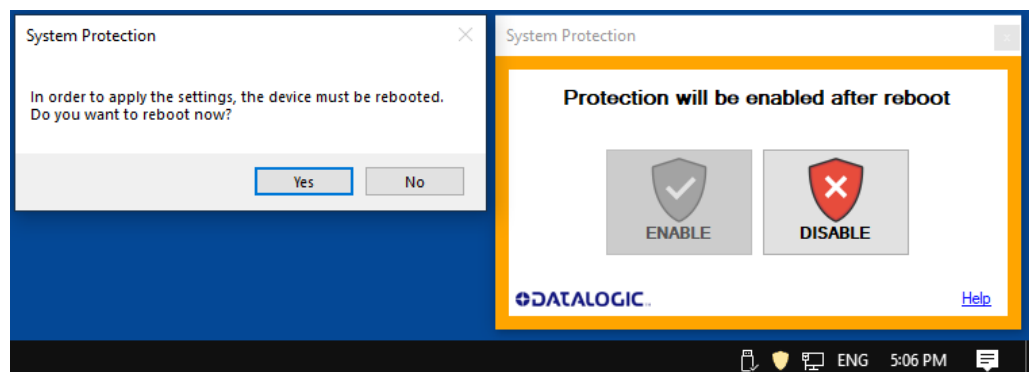 System Protection
In order to apply the settings, the device must be rebooted.
Do you want to reboot now?
Yes
No
System Protection
x
Protection will be enabled after reboot
ENABLE
DISABLE
DATALOGIC™
Help
ENG
5:06 PM